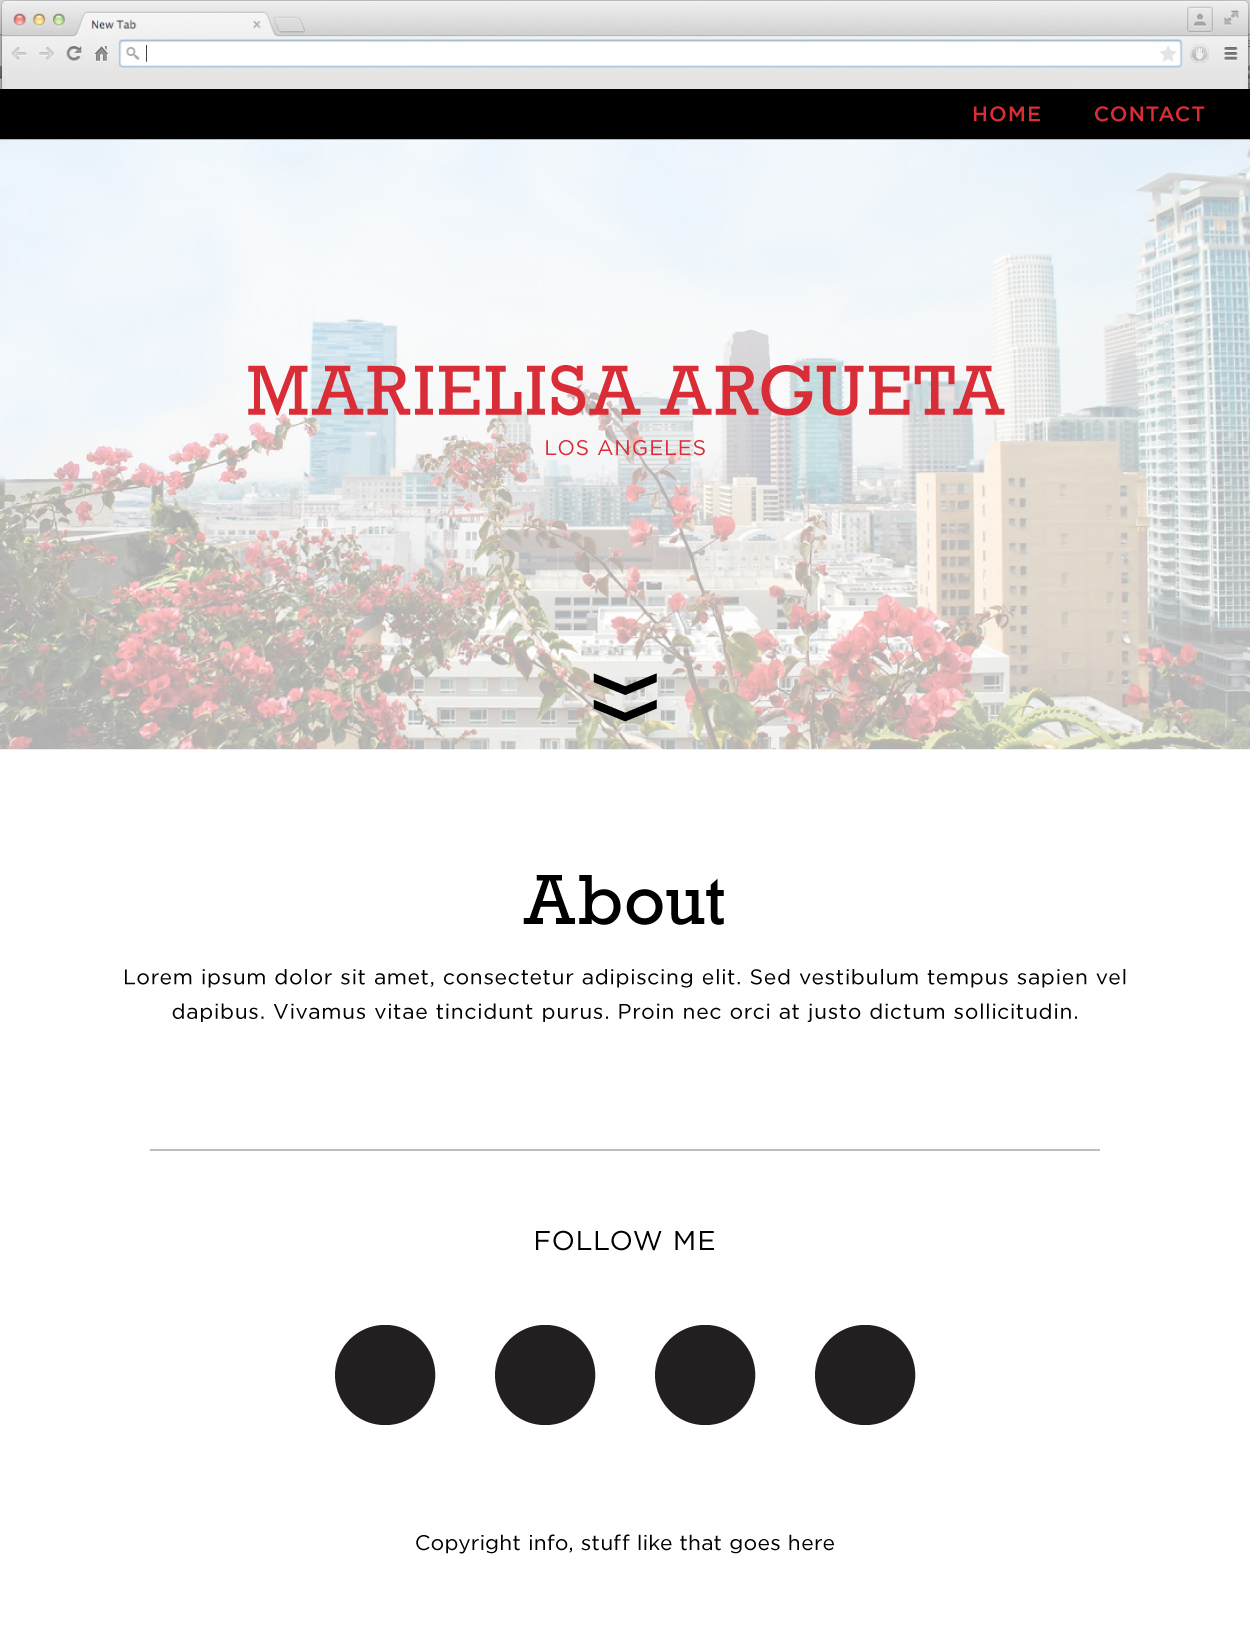 New Tab
HOME CONTACT
MARIELISA ARGUETA
LOS ANGELES
About
Lorem ipsum dolor sit amet, consectetur adipiscing elit. Sed vestibulum tempus sapien vel
dapibus. Vivamus vitae tincidunt purus. Proin nec orci at justo dictum sollicitudin.
FOLLOW ME
Copyright info, stuff like that goes here